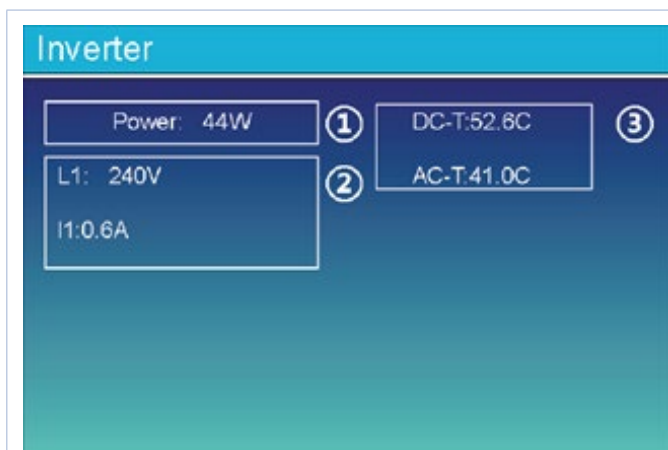 Inverter
Power: 44W
①
L1: 240V
②
I1:0.6A
DC-T:52.6C
③
AC-T:41.0C